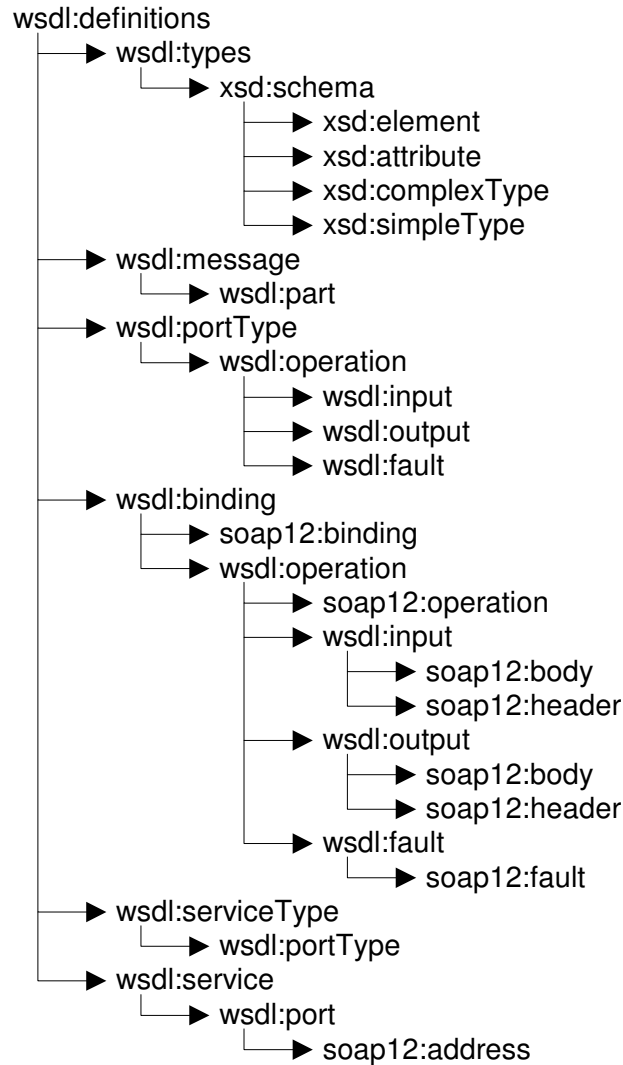 wsdl:definitions
wsdl:types
xsd:schema
xsd:element
xsd:attribute
xsd:complexType
xsd:simpleType
wsdl:message
wsdl:part
wsdl:portType
wsdl:operation
wsdl:input
wsdl:output
wsdl:fault
wsdl:binding
soap12:binding
wsdl:operation
soap12:operation
wsdl:input
soap12:body
soap12:header
wsdl:output
soap12:body
soap12:header
wsdl:fault
soap12:fault
wsdl:serviceType
wsdl:portType
wsdl:service
wsdl:port
soap12:address